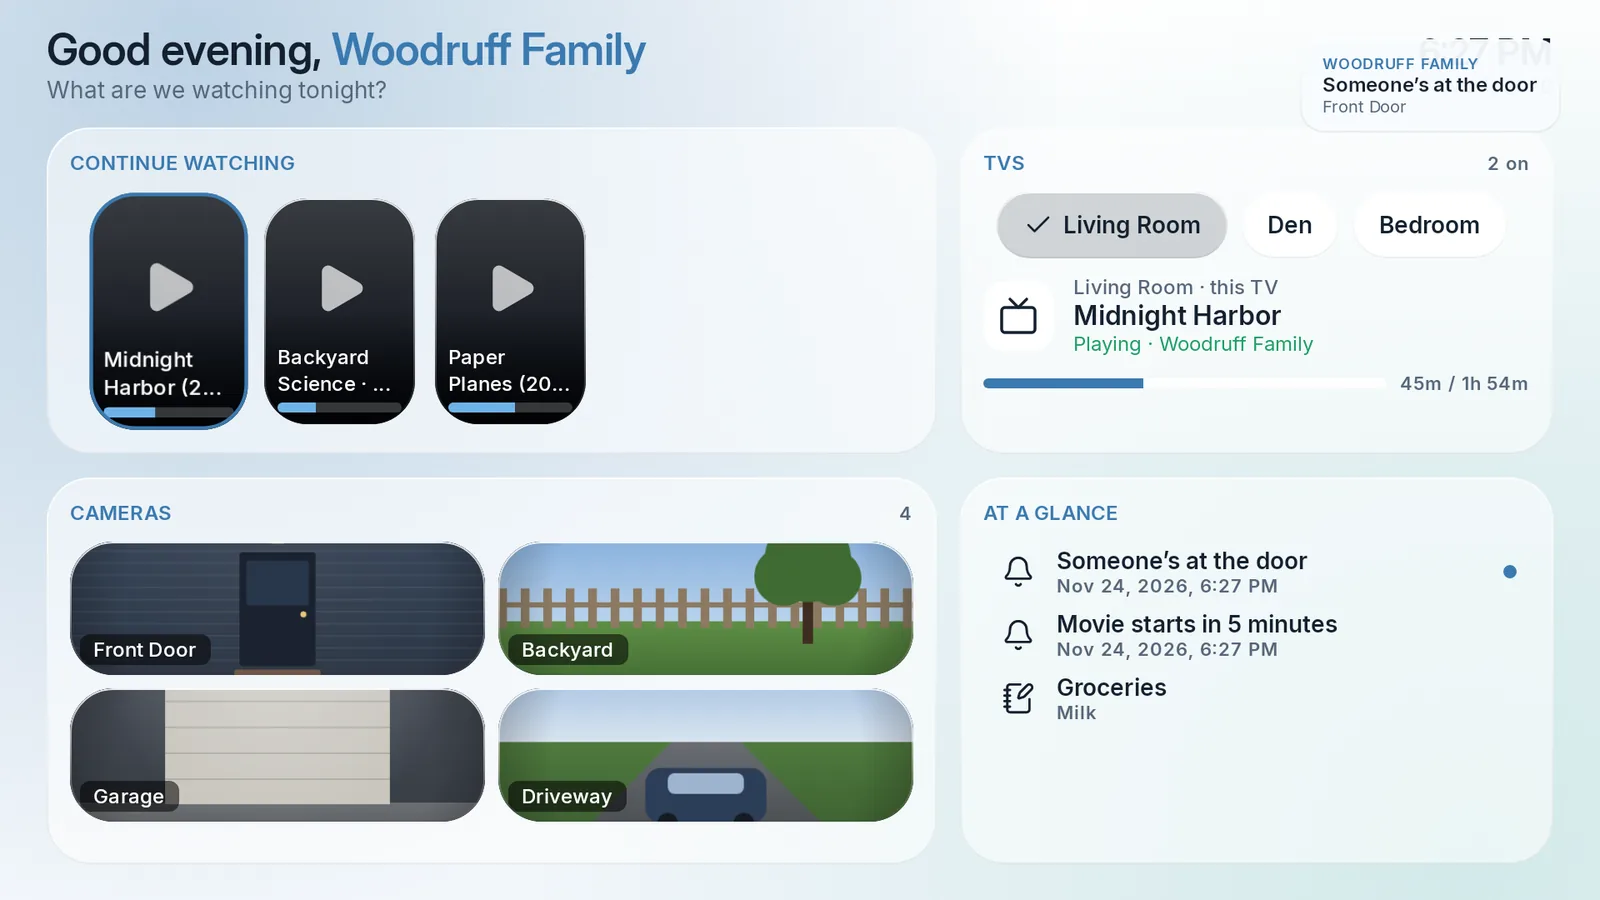 Good evening, Woodruff Family
What are we watching tonight?
6:27 PM
WOODRUFF FAMILY
Someone’s at the door
Front Door
CONTINUE WATCHING
Midnight
Harbor (2...
Backyard
Science · ...
Paper
Planes (20...
TVS
2 on
Living Room
Den
Bedroom
Living Room · this TV
Midnight Harbor
Playing · Woodruff Family
45m / 1h 54m
CAMERAS
4
Front Door
Backyard
Garage
Driveway
AT A GLANCE
Someone’s at the door
Nov 24, 2026, 6:27 PM
Movie starts in 5 minutes
Nov 24, 2026, 6:27 PM
Groceries
Milk